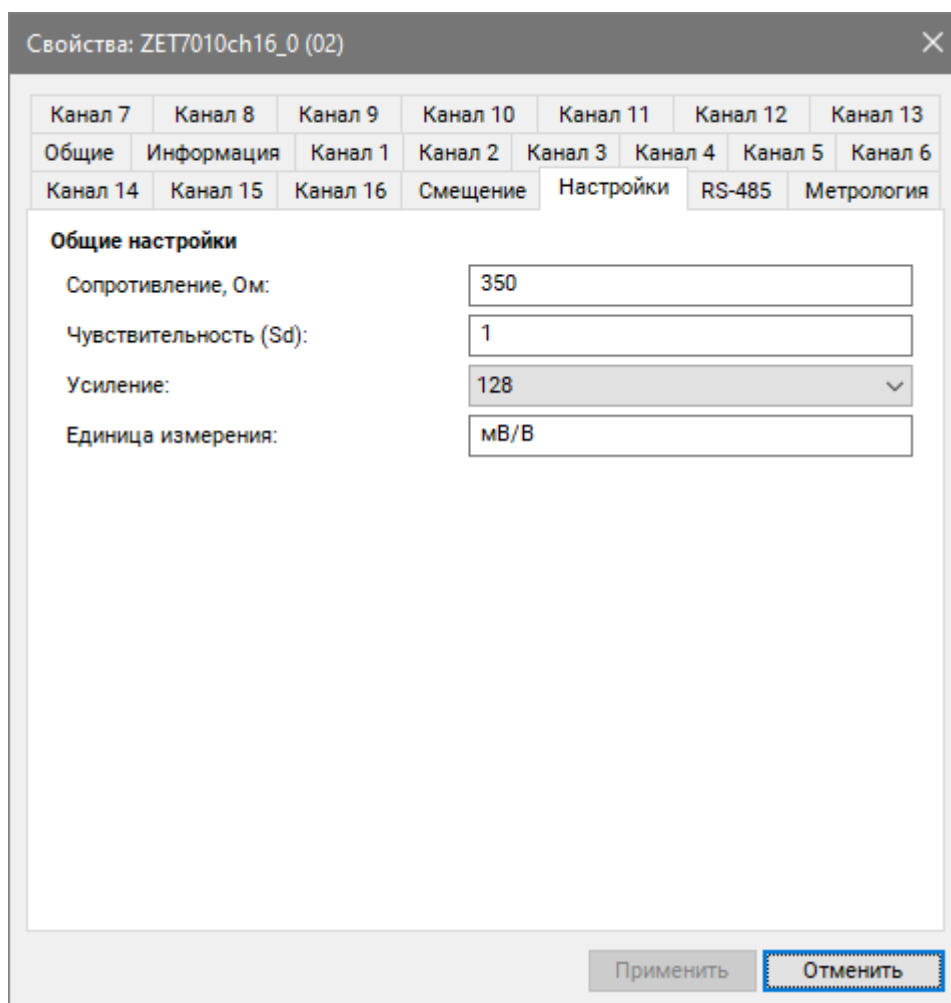 Свойства: ZET7010ch16_0 (02)
Канал 7 Канал 8 Канал 9 Канал 10 Канал 11 Канал 12 Канал 13
Общие Информация Канал 1 Канал 2 Канал 3 Канал 4 Канал 5 Канал 6
Канал 14 Канал 15 Канал 16 Смещение Настройки RS-485 Метрология
Общие настройки
Сопротивление, Ом: 350
Чувствительность (Sd): 1
Усиление: 128
Единица измерения: мВ/В
Применить Отменить